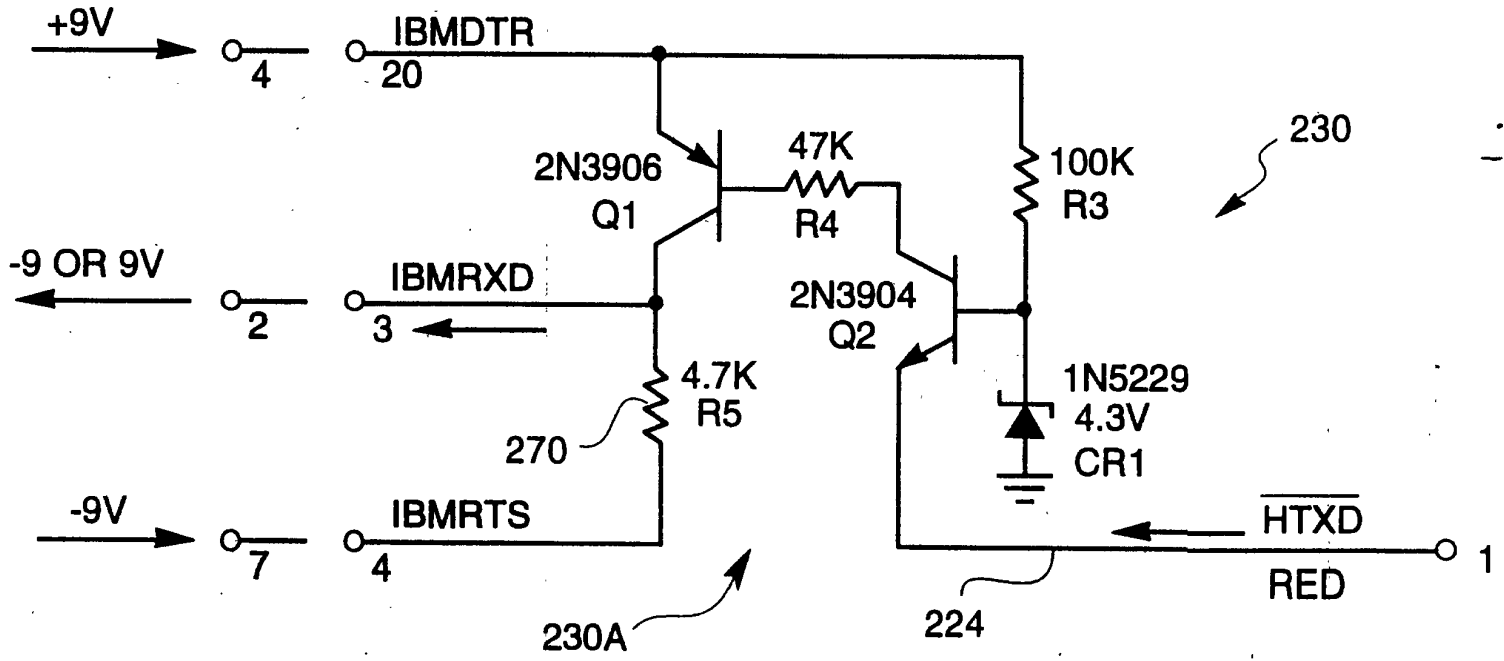 +9V
IBMDTR
4
20
230
47K
2N3906
100K
R3
Q1
R4
-9 OR 9V
IBMRXD
2N3904
2
3
Q2
4.7K
1N5229
R5
4.3V
270
CR1
-9V
IBMRTS
HTXD
7
4
1
RED
230A
224